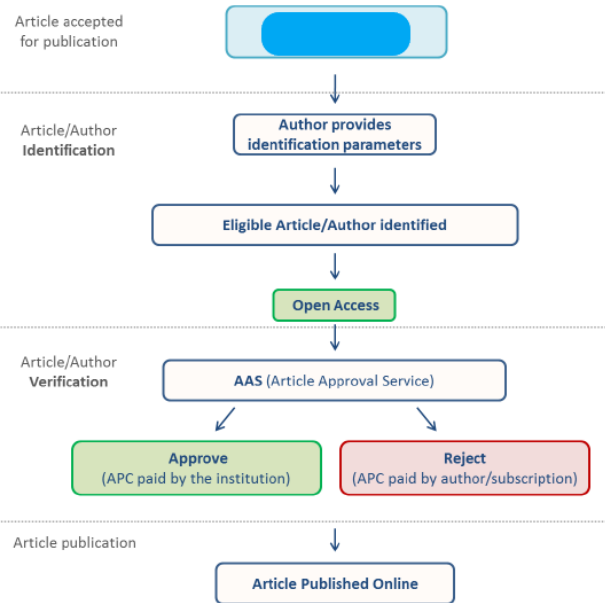 Article accepted
for publication
Article/Author
Identification
Author provides
identification parameters
Eligible Article/Author identified
Open Access
Article/Author
Verification
AAS (Article Approval Service)
Approve
(APC paid by the institution)
Reject
(APC paid by author/subscription)
Article publication
Article Published Online